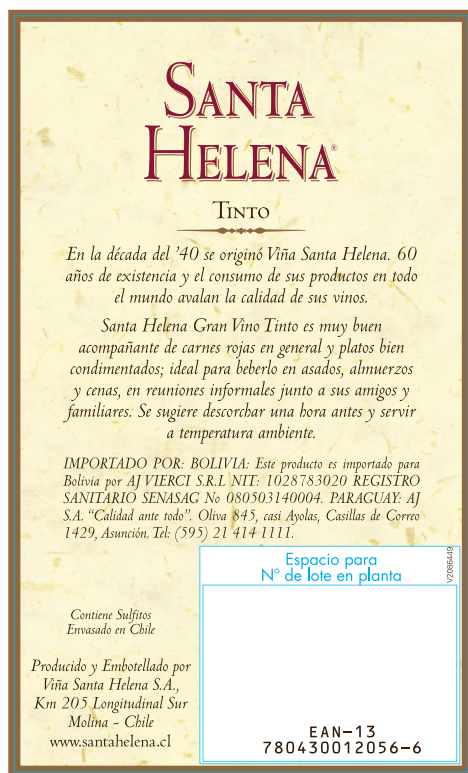 SANTA
HELENA®
TINTO
En la década del '40 se originó Viña Santa Helena. 60
años de existencia y el consumo de sus productos en todo
el mundo avalan la calidad de sus vinos.
Santa Helena Gran Vino Tinto es muy buen
acompañante de carnes rojas en general y platos bien
condimentados; ideal para beberlo en asados, almuerzos
y cenas, en reuniones informales junto a sus amigos y
familiares. Se sugiere descorchar una hora antes y servir
a temperatura ambiente.
IMPORTADO POR: BOLIVIA: Este producto es importado para
Bolivia por AJ VIERCI S.R.L NIT: 1028783020 REGISTRO
SANITARIO SENASAG No 080503140004. PARAGUAY: AJ
S.A. “Calidad ante todo”. Oliva 845, casi Ayolas, Casillas de Correo
1429, Asunción. Tel: (595) 21 414 1111.
Espacio para
Nº de lote en planta
V2086449
Contiene Sulfitos
Envasado en Chile
Producido y Embotellado por
Viña Santa Helena S.A.,
Km 205 Longitudinal Sur
Molina - Chile
www.santahelena.cl
EAN-13
780430012056-6